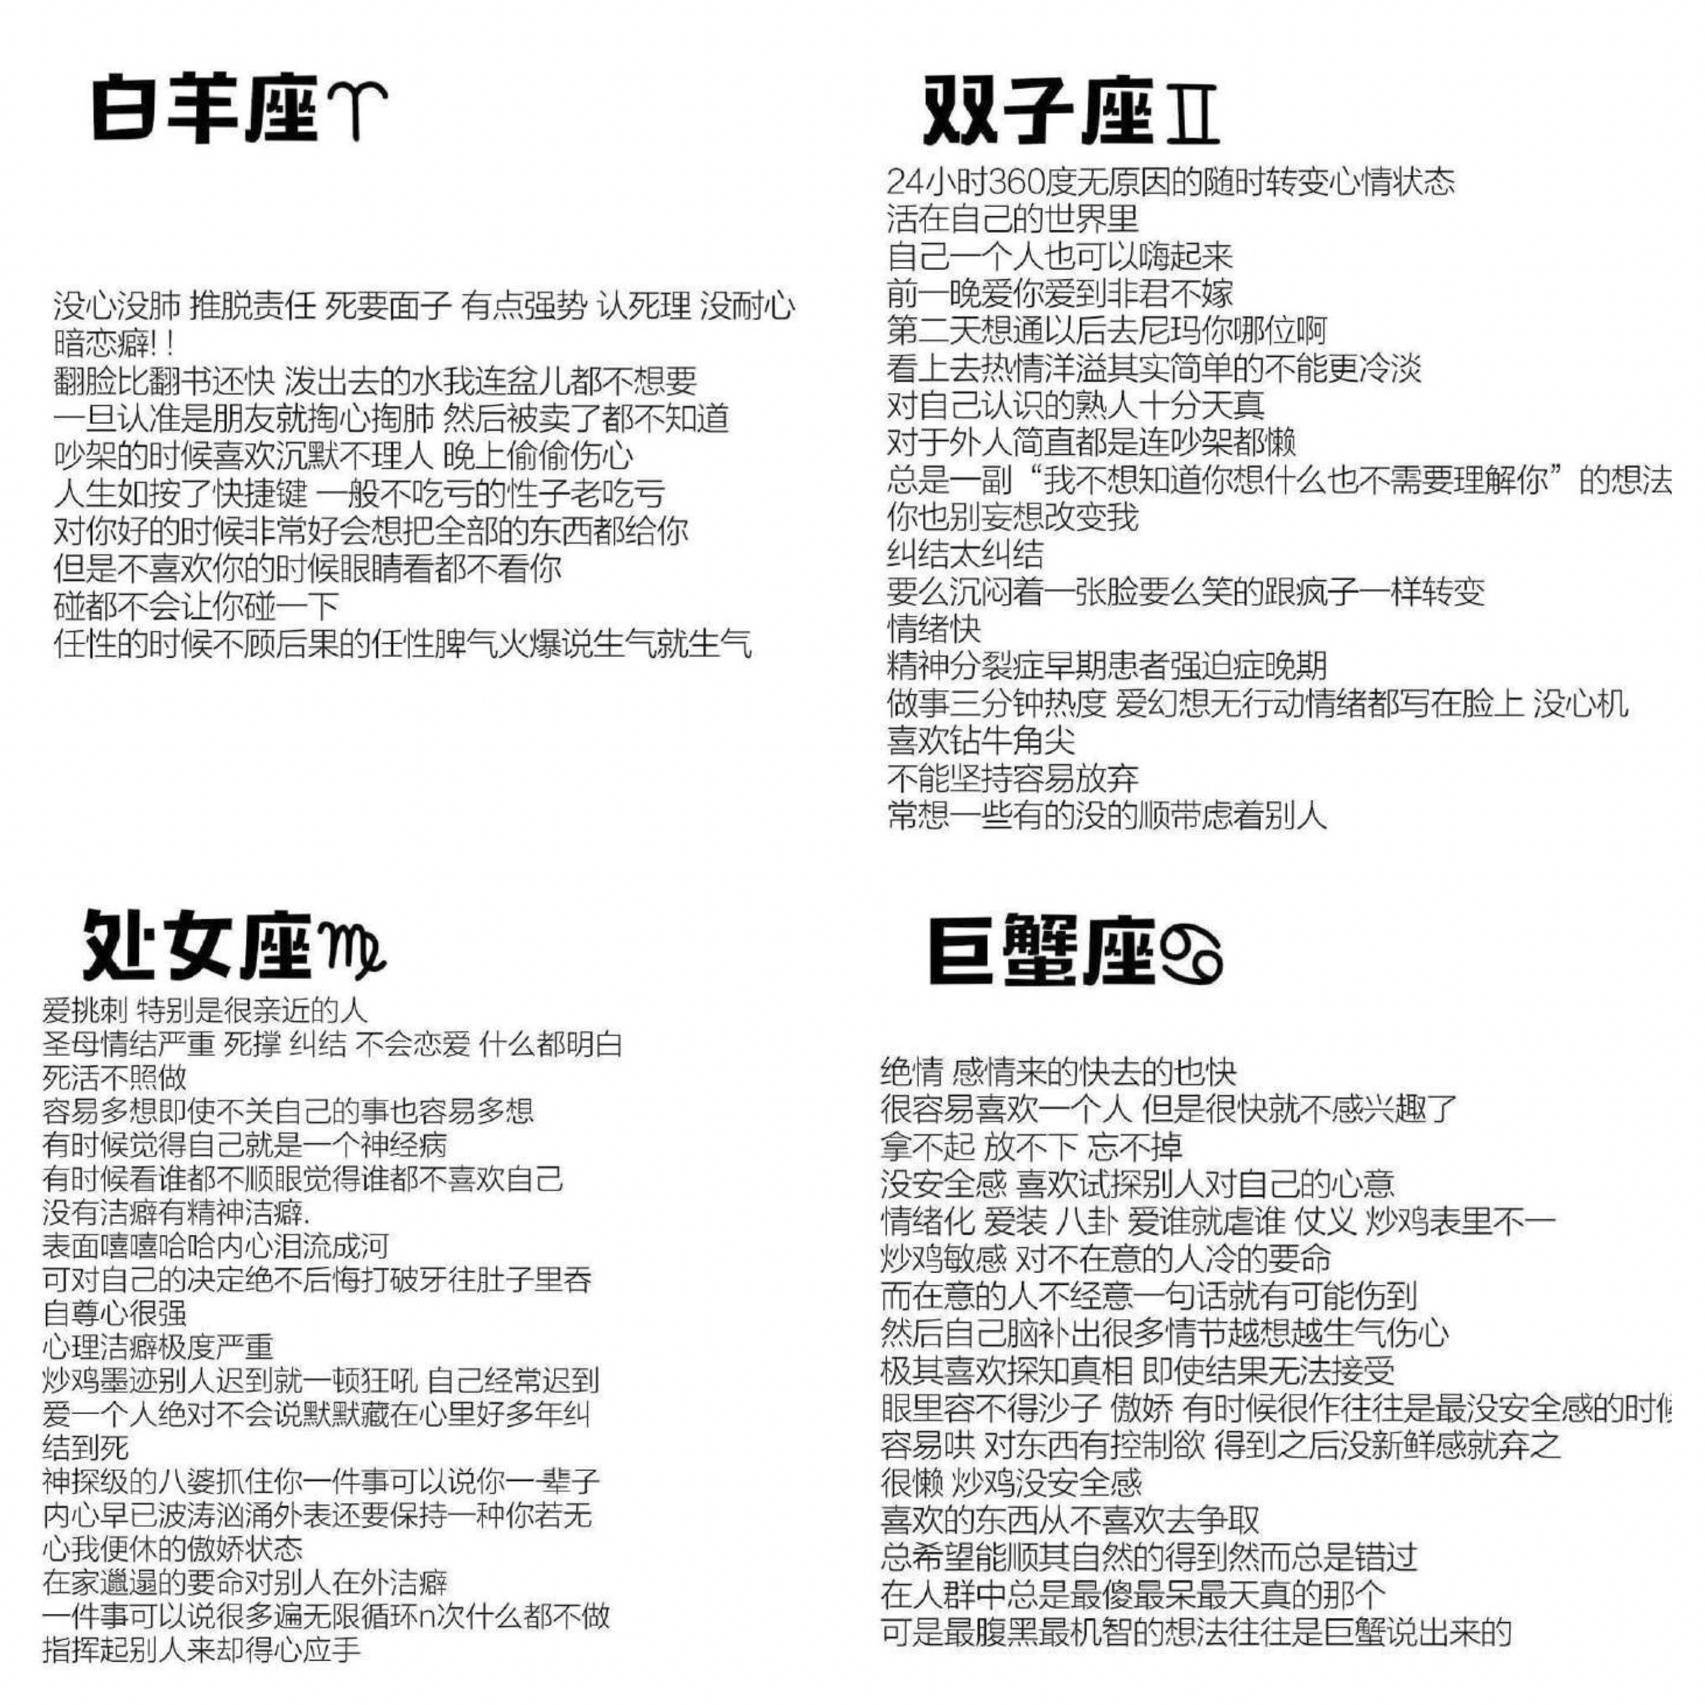 白羊座♈
没心没肺 推脱责任 死要面子 有点强势 认死理 没耐心
暗恋癖!!
翻脸比翻书还快 泼出去的水我连盆儿都不想要
一旦认准是朋友就掏心掏肺 然后被卖了都不知道
吵架的时候喜欢沉默不理人 晚上偷偷伤心
人生如按了快捷键 一般不吃亏的性子老吃亏
对你好的时候非常好会想把全部的东西都给你
但是不喜欢你的时候眼睛看都不看你
碰都不会让你碰一下
任性的时候不顾后果的任性脾气火爆说生气就生气
双子座♊
24小时360度无原因的随时转变心情状态
活在自己的世界里
自己一个人也可以嗨起来
前一晚爱你爱到非君不嫁
第二天想通以后去尼玛你哪位啊
看上去热情洋溢其实简单的不能更冷淡
对自己认识的熟人十分天真
对于外人简直都是连吵架都懒
总是一副“我不想知道你想什么也不需要理解你”的想法
你也别妄想改变我
纠结太纠结
要么沉闷着一张脸要么笑的跟疯子一样转变
情绪快
精神分裂症早期患者强迫症晚期
做事三分钟热度 爱幻想无行动情绪都写在脸上 没心机
喜欢钻牛角尖
不能坚持容易放弃
常想一些有的没的顺带虑着别人
处女座♍
爱挑刺 特别是很亲近的人
圣母情结严重 死撑 纠结 不会恋爱 什么都明白
死活不照做
容易多想即使不关自己的事也容易多想
有时候觉得自己就是一个神经病
有时候看谁都不顺眼觉得谁都不喜欢自己
没有洁癖有精神洁癖.
表面嘻嘻哈哈内心泪流成河
可对自己的决定绝不后悔打破牙往肚子里吞
自尊心很强
心理洁癖极度严重
炒鸡墨迹别人迟到就一顿狂吼 自己经常迟到
爱一个人绝对不会说默默藏在心里好多年纠
结到死
神探级的八婆抓住你一件事可以说你一辈子
内心早已波涛汹涌外表还要保持一种你若无
心我便休的傲娇状态
在家邋遢的要命对别人在外洁癖
一件事可以说很多遍无限循环n次什么都不做
指挥起别人来却得心应手
巨蟹座♋
绝情 感情来的快去的也快
很容易喜欢一个人 但是很快就不感兴趣了
拿不起 放不下 忘不掉
没安全感 喜欢试探别人对自己的心意
情绪化 爱装 八卦 爱谁就虐谁 仗义 炒鸡表里不一
炒鸡敏感 对不在意的人冷的要命
而在意的人不经意一句话就有可能伤到
然后自己脑补出很多情节越想越生气伤心
极其喜欢探知真相 即使结果无法接受
眼里容不得沙子 傲娇 有时候很作往往是最没安全感的时候
容易哄 对东西有控制欲 得到之后没新鲜感就弃之
很懒 炒鸡没安全感
喜欢的东西从不喜欢去争取
总希望能顺其自然的得到然而总是错过
在人群中总是最傻最呆最天真的那个
可是最腹黑最机智的想法往往是巨蟹说出来的